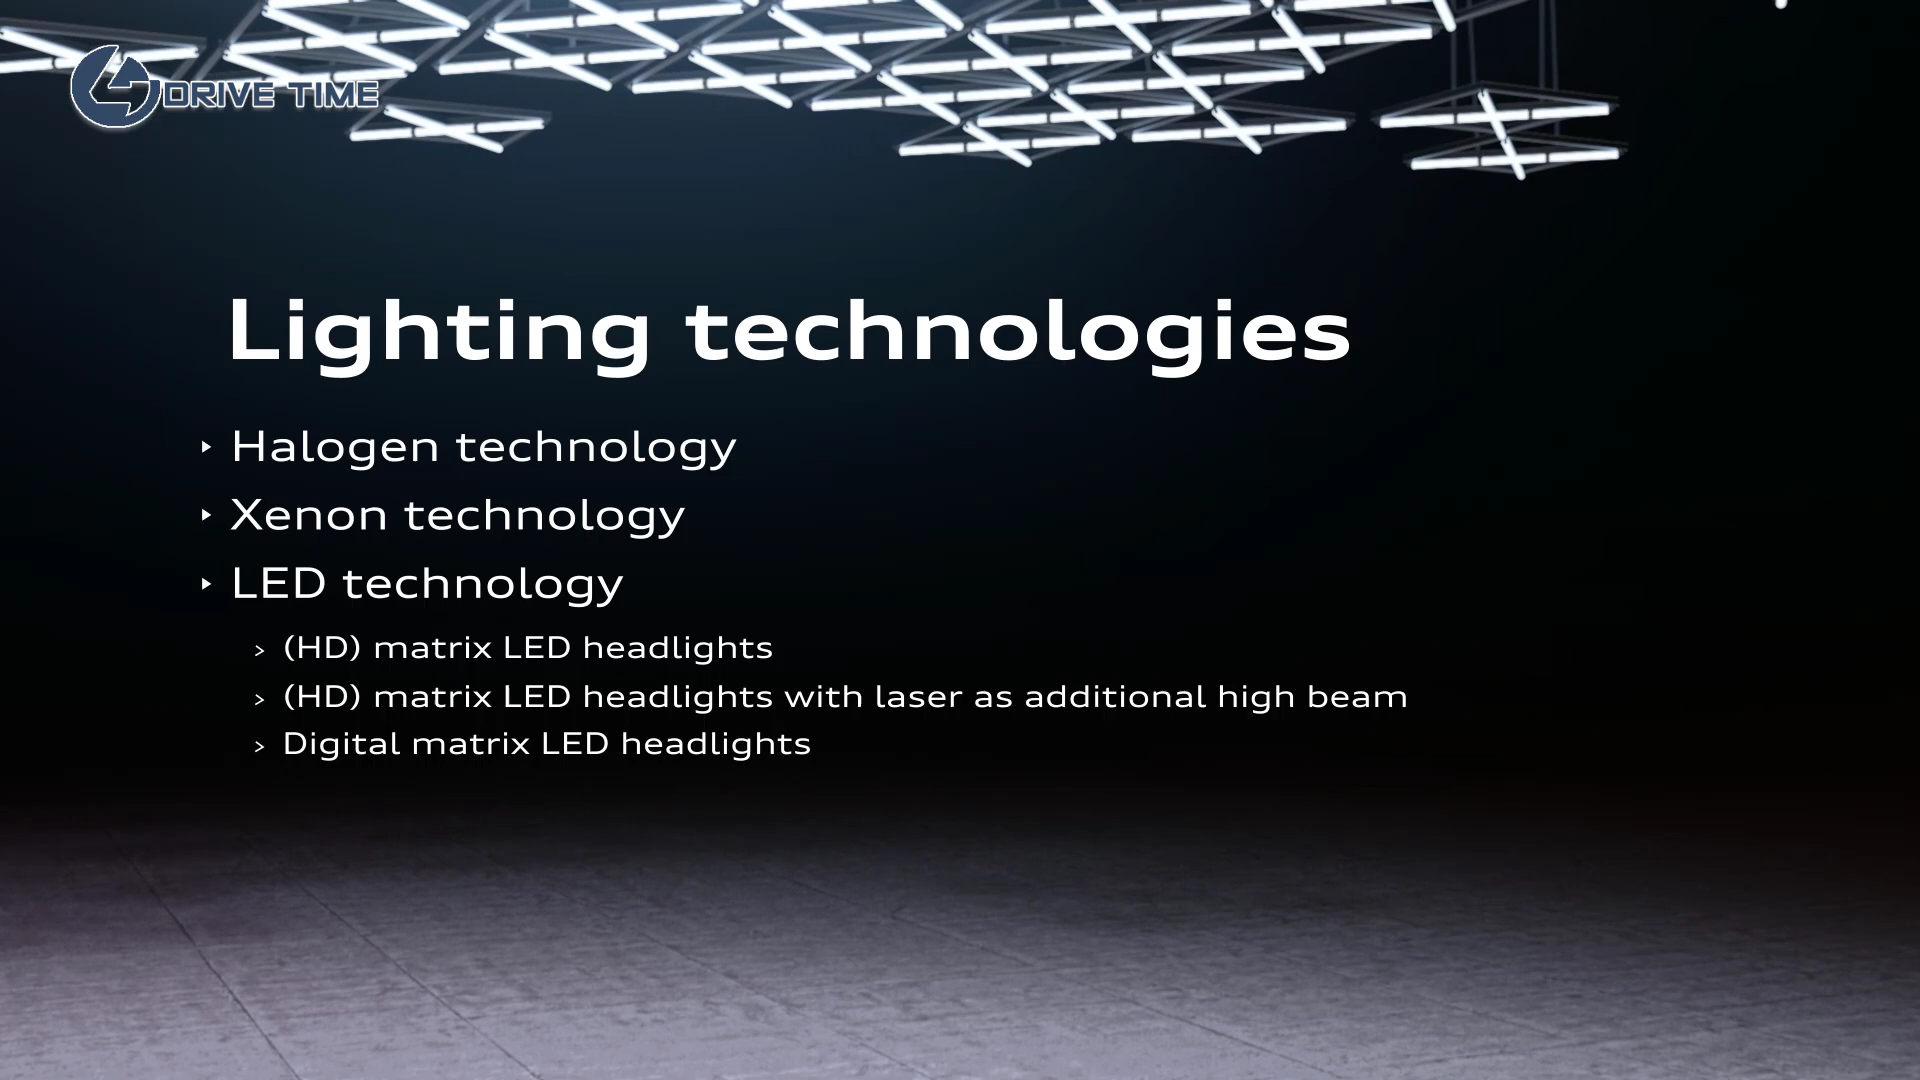 DRIVE TIME
Lighting technologies
‣ Halogen technology
‣ Xenon technology
‣ LED technology
> (HD) matrix LED headlights
> (HD) matrix LED headlights with laser as additional high beam
> Digital matrix LED headlights